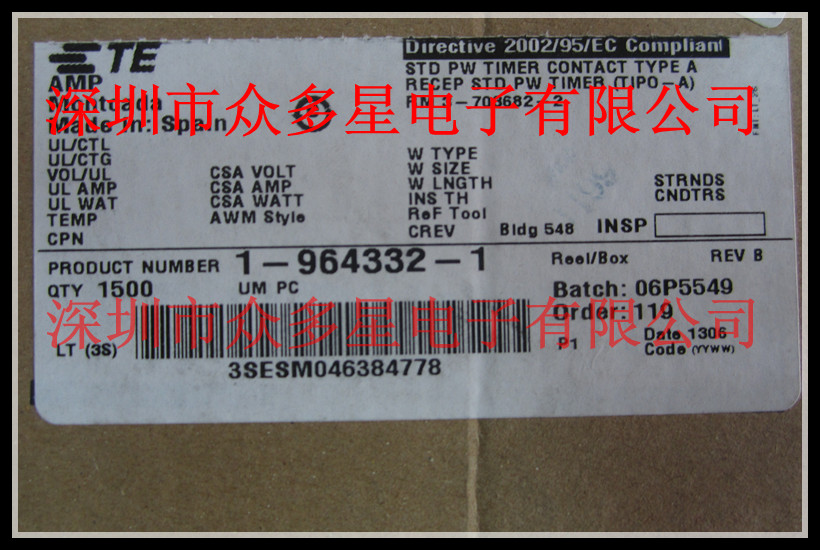 TE
Directive 2002/95/EC Compliant
STD PW TIMER CONTACT TYPE A
AMP
RECEP STD PW TIMER (TIPO-A)
深圳市众多星电子有限公司
Montcada
Made in: Spain
UL/CTL
UL/CTG
VOL/UL CSA VOLT
UL AMP CSA AMP
UL WAT CSA WATT
TEMP AWM Style
CPN
W TYPE
W SIZE
W LNGTH
INS TH
ReF Tool
CREV Bldg 548 INSP
STRNDS
CNDTRS
PRODUCT NUMBER 1-964332-1 Reel/Box REV B
QTY 1500 UM PC Batch: 06P5549
深圳市众多星电子有限公司
Order: 119
LT (3S) P1 Date 1306
Code (YYWW)
3SESM046384778